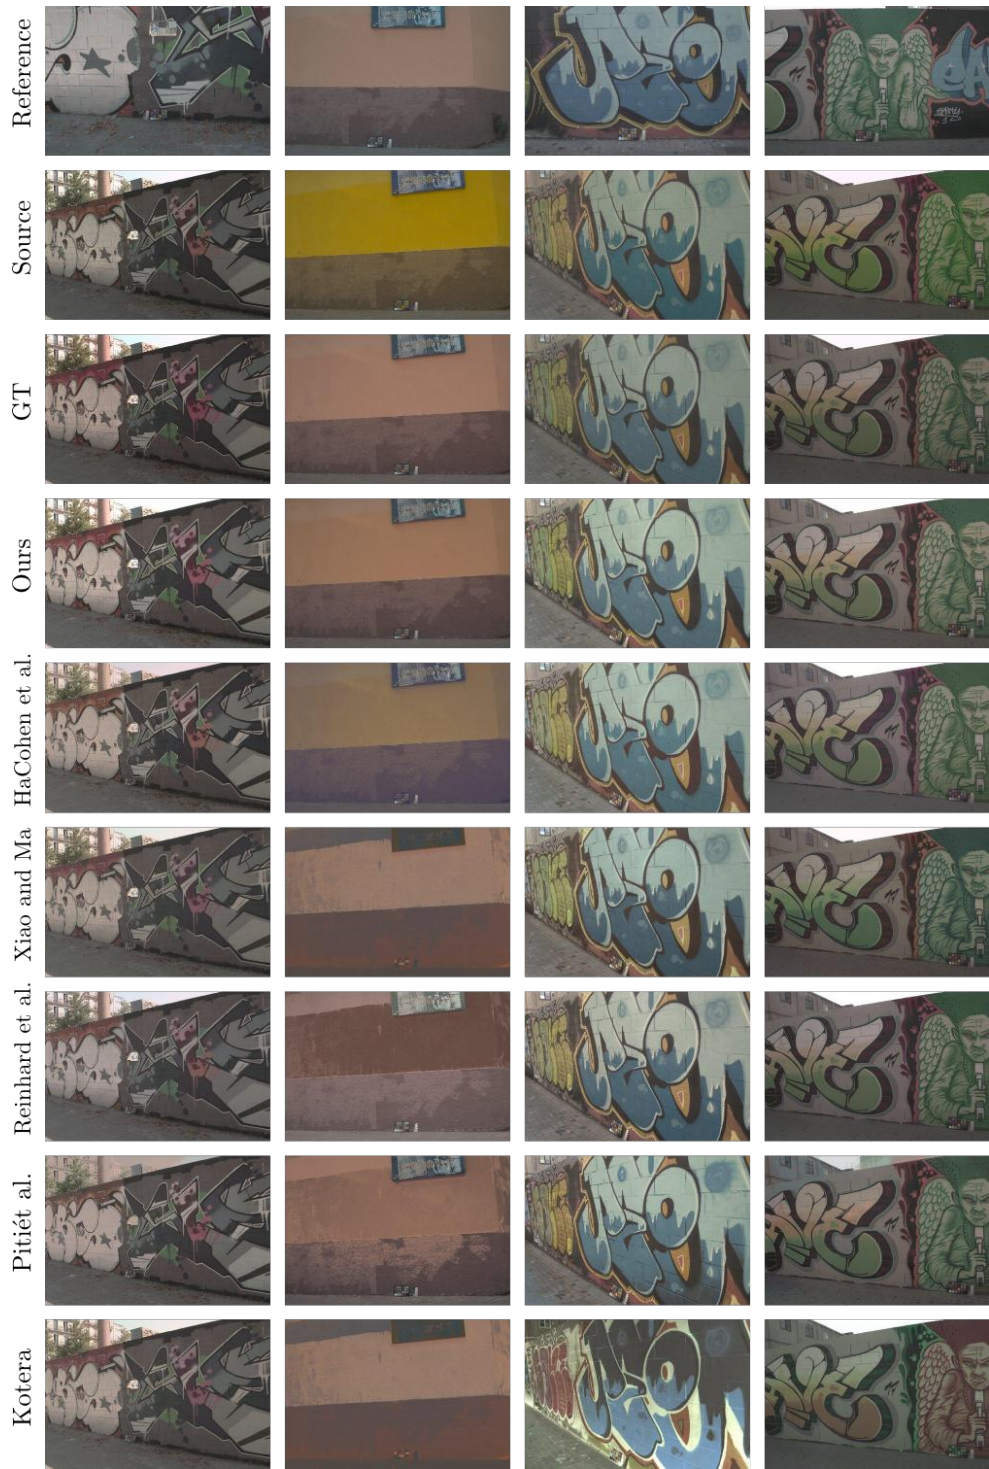 Reference
Source
GT
Ours
HaCohen et al.
Xiao and Ma
Reinhard et al.
Pitiét al.
Kotera